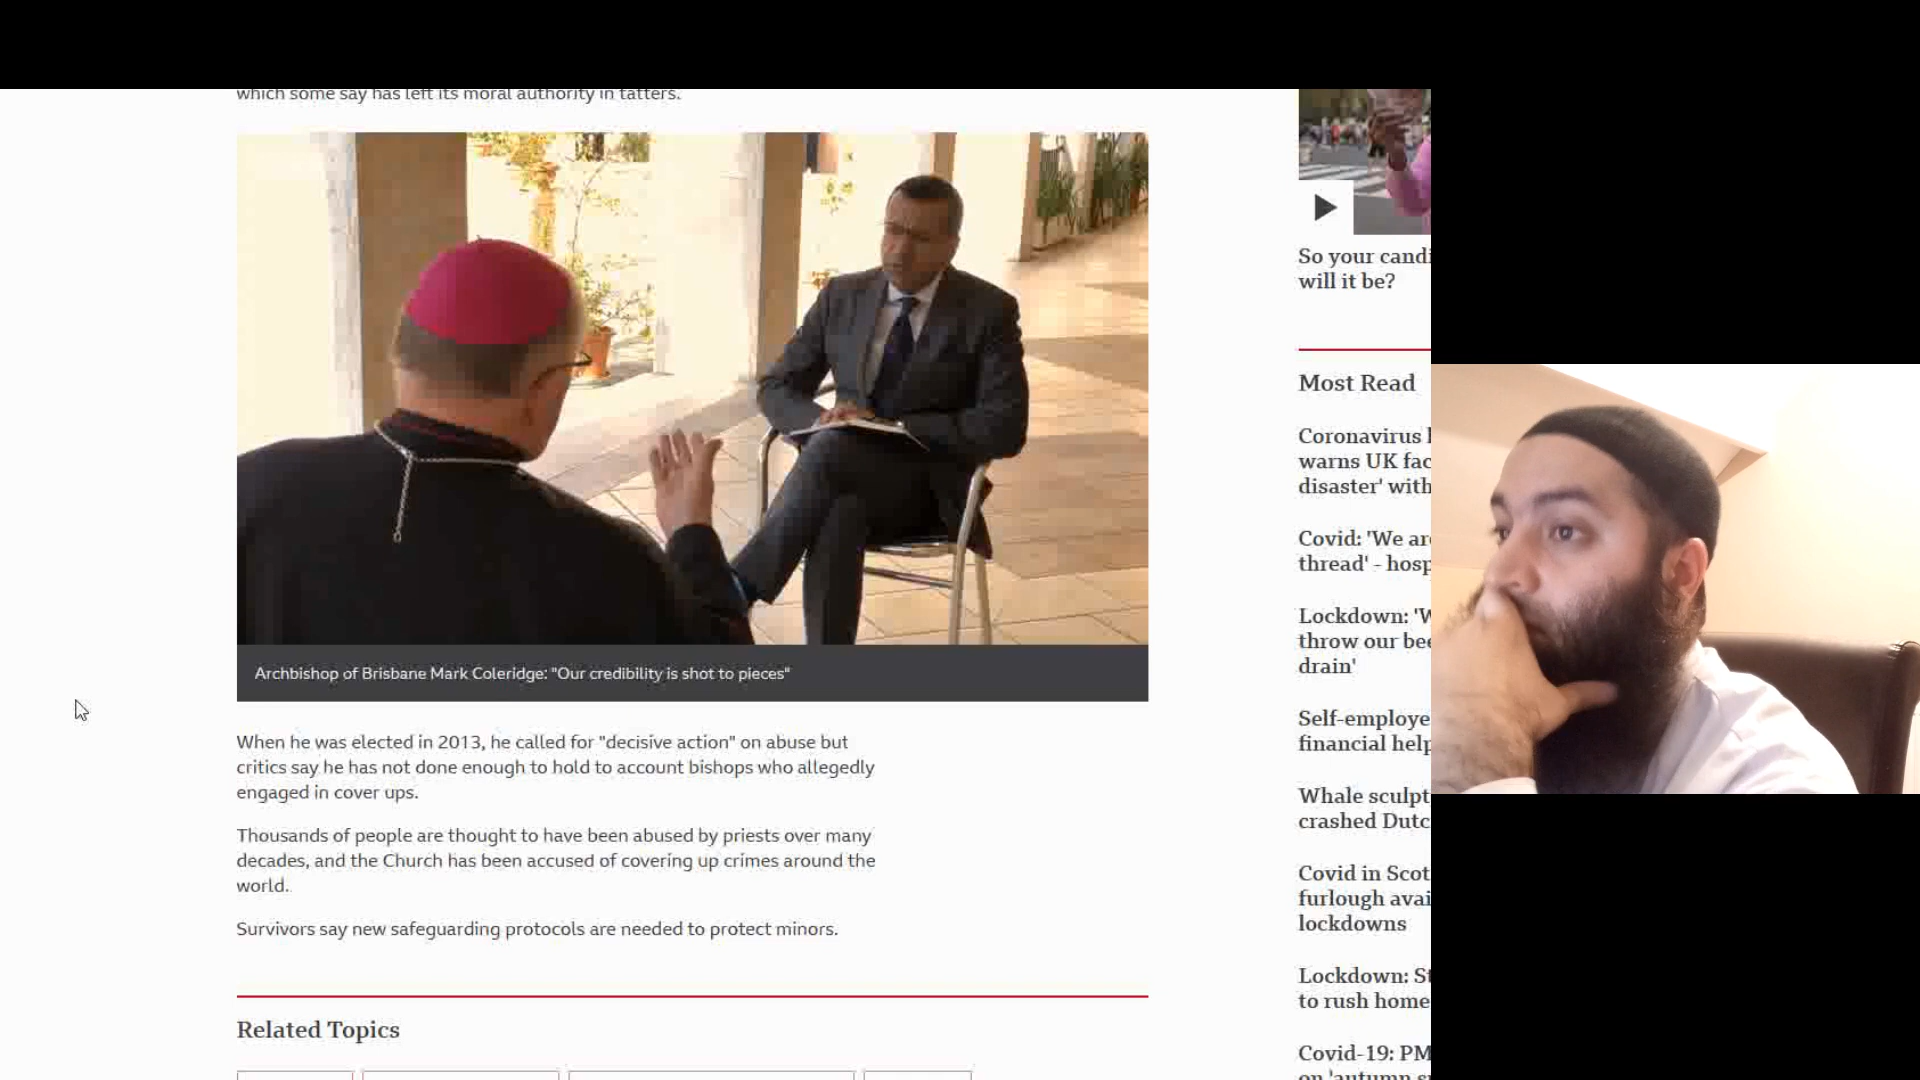 which some say has left its moral authority in tatters.
Archbishop of Brisbane Mark Coleridge: "Our credibility is shot to pieces"
When he was elected in 2013, he called for "decisive action" on abuse but
critics say he has not done enough to hold to account bishops who allegedly
engaged in cover ups.
Thousands of people are thought to have been abused by priests over many
decades, and the Church has been accused of covering up crimes around the
world.
Survivors say new safeguarding protocols are needed to protect minors.
Related Topics
So your
will it be?
Most Read
Coronavirus
warns UK
disaster' with
Covid: 'We
thread' -
Lockdown:
throw our
drain'
financial
Whale
crashed
Covid in
furlough
lockdowns
Lockdown:
to rush home
Covid-19: PM
on 'autumn